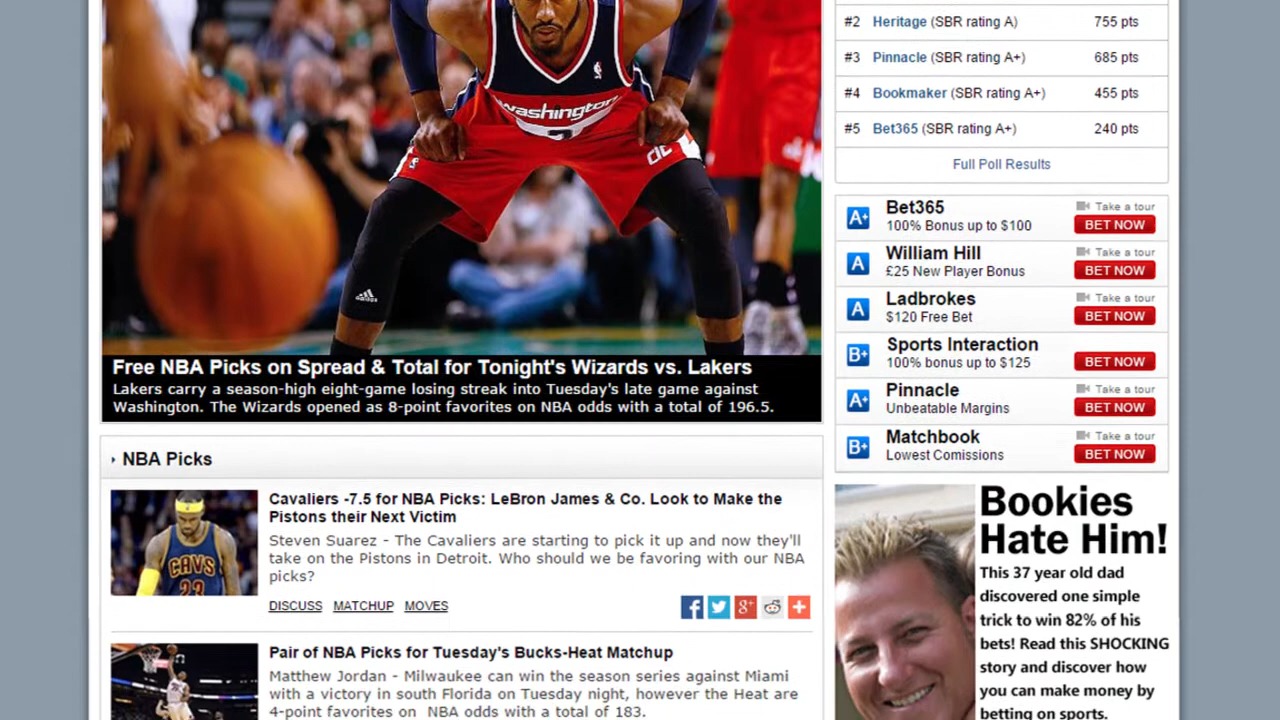 Washington
2
DC
adidas
Free NBA Picks on Spread & Total for Tonight's Wizards vs. Lakers
Lakers carry a season-high eight-game losing streak into Tuesday's late game against
Washington. The Wizards opened as 8-point favorites on NBA odds with a total of 196.5.
NBA Picks
CAVS
23
Cavaliers -7.5 for NBA Picks: LeBron James & Co. Look to Make the
Pistons their Next Victim
Steven Suarez - The Cavaliers are starting to pick it up and now they'll
take on the Pistons in Detroit. Who should we be favoring with our NBA
picks?
DISCUSS MATCHUP MOVES
Pair of NBA Picks for Tuesday's Bucks-Heat Matchup
Matthew Jordan - Milwaukee can win the season series against Miami
with a victory in south Florida on Tuesday night, however the Heat are
4-point favorites on NBA odds with a total of 183.
#2 Heritage (SBR rating A) 755 pts
#3 Pinnacle (SBR rating A+) 685 pts
#4 Bookmaker (SBR rating A+) 455 pts
#5 Bet365 (SBR rating A+) 240 pts
Full Poll Results
A+ Bet365 Take a tour
100% Bonus up to $100 BET NOW
A William Hill Take a tour
£25 New Player Bonus BET NOW
A Ladbrokes Take a tour
$120 Free Bet BET NOW
B+ Sports Interaction
100% bonus up to $125 BET NOW
A+ Pinnacle Take a tour
Unbeatable Margins BET NOW
B+ Matchbook Take a tour
Lowest Comissions BET NOW
Bookies
Hate Him!
This 37 year old dad
discovered one simple
trick to win 82% of his
bets! Read this SHOCKING
story and discover how
you can make money by
betting on sports.